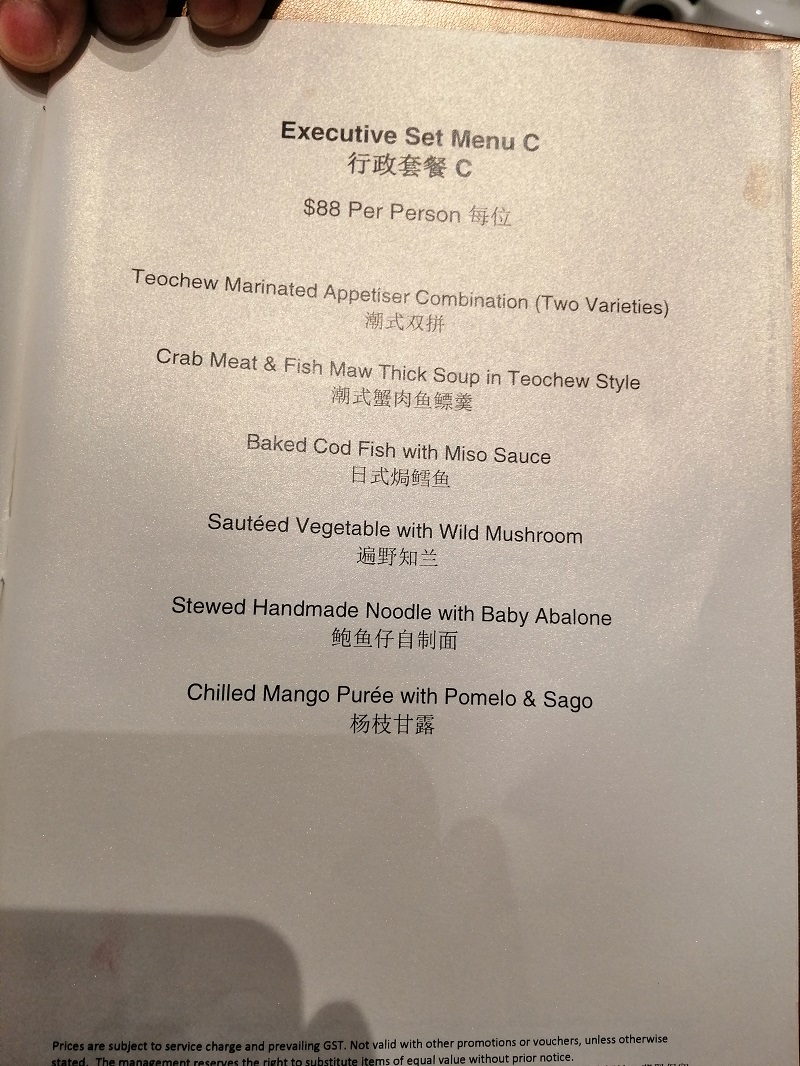 Executive Set Menu C
行政套餐 C
$88 Per Person 每位
Teochew Marinated Appetiser Combination (Two Varieties)
潮式双拼
Crab Meat & Fish Maw Thick Soup in Teochew Style
潮式蟹肉鱼鳔羹
Baked Cod Fish with Miso Sauce
日式焗鳕鱼
Sautéed Vegetable with Wild Mushroom
遍野知兰
Stewed Handmade Noodle with Baby Abalone
鲍鱼仔自制面
Chilled Mango Purée with Pomelo & Sago
杨枝甘露
Prices are subject to service charge and prevailing GST. Not valid with other promotions or vouchers, unless otherwise
stated. The management reserves the right to substitute items of equal value without prior notice.